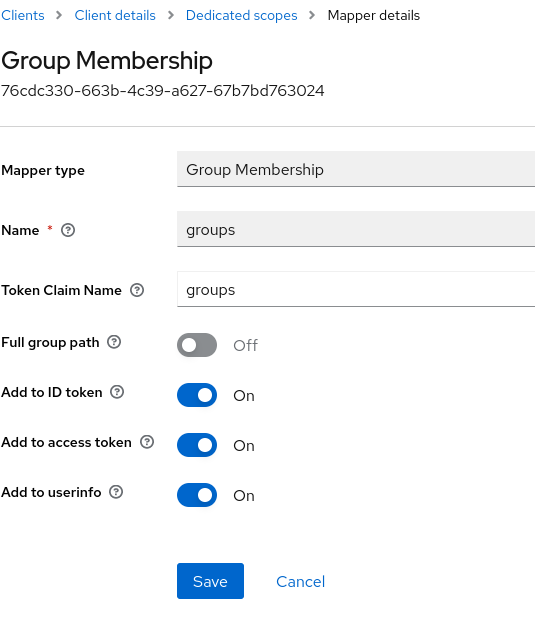 Clients > Client details > Dedicated scopes > Mapper details
Group Membership
76cdc330-663b-4c39-a627-67b7bd763024
Mapper type Group Membership
Name * groups
Token Claim Name groups
Full group path Off
Add to ID token On
Add to access token On
Add to userinfo On
Save Cancel